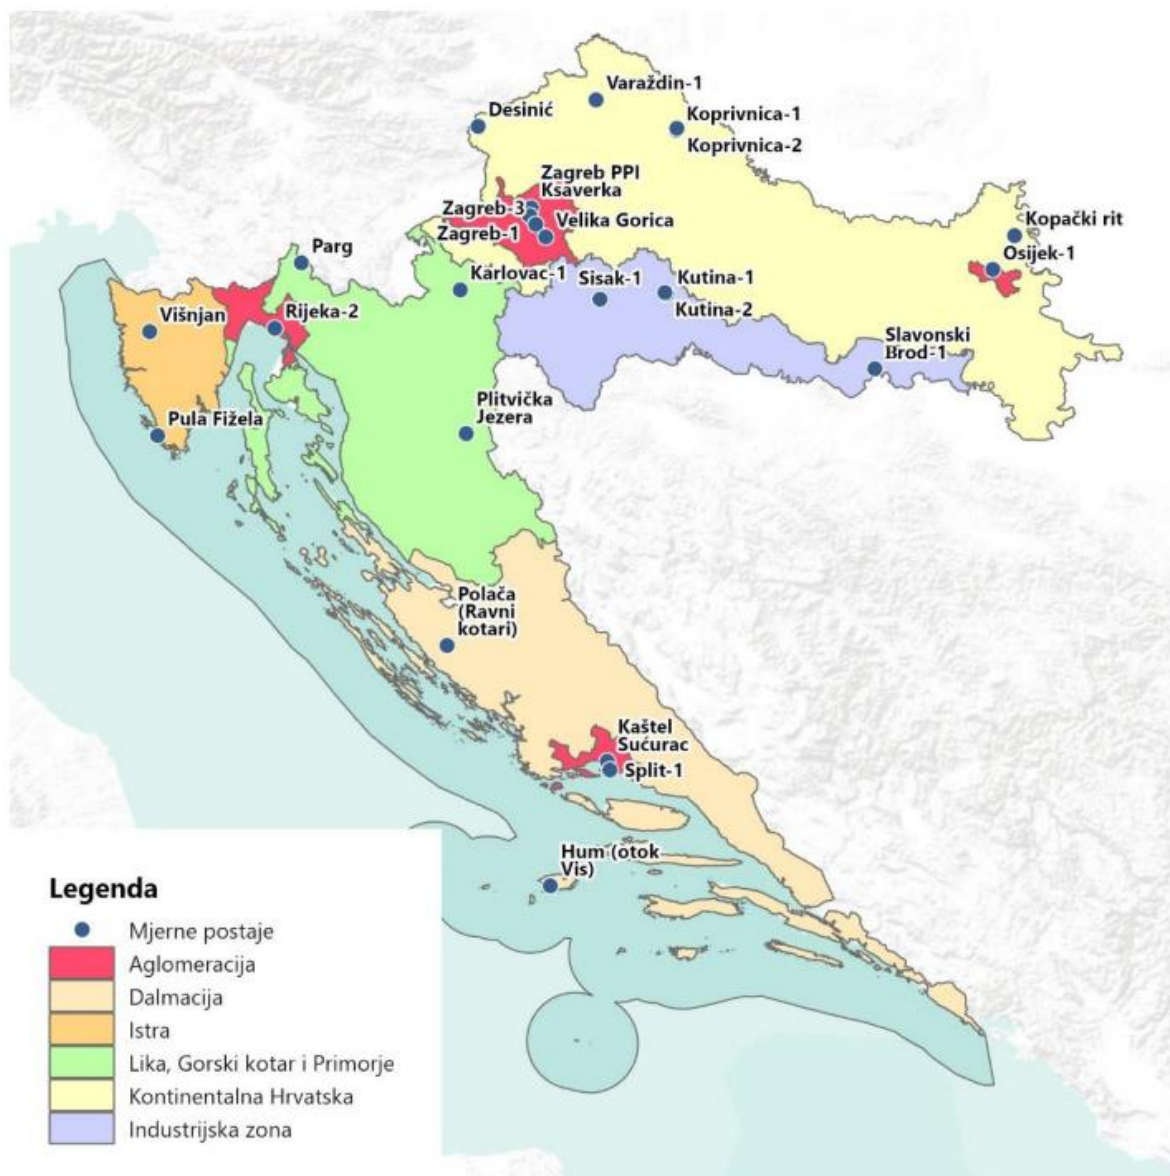 Varaždin-1
Desinić
Koprivnica-1
Koprivnica-2
Zagreb PPI
Ksaverka
Zagreb-3
Velika Gorica
Zagreb-1
Kopački rit
Osijek-1
Parg
Karlovac-1
Sisak-1
Kutina-1
Kutina-2
Višnjan
Rijeka-2
Slavonski
Brod-1
Plitvička
Jezera
Pula Fižela
Polača
(Ravni
kotari)
Kaštel
Sućurac
Split-1
Hum (otok
Vis)
Legenda
Mjerne postaje
Aglomeracija
Dalmacija
Istra
Lika, Gorski kotar i Primorje
Kontinentalna Hrvatska
Industrijska zona